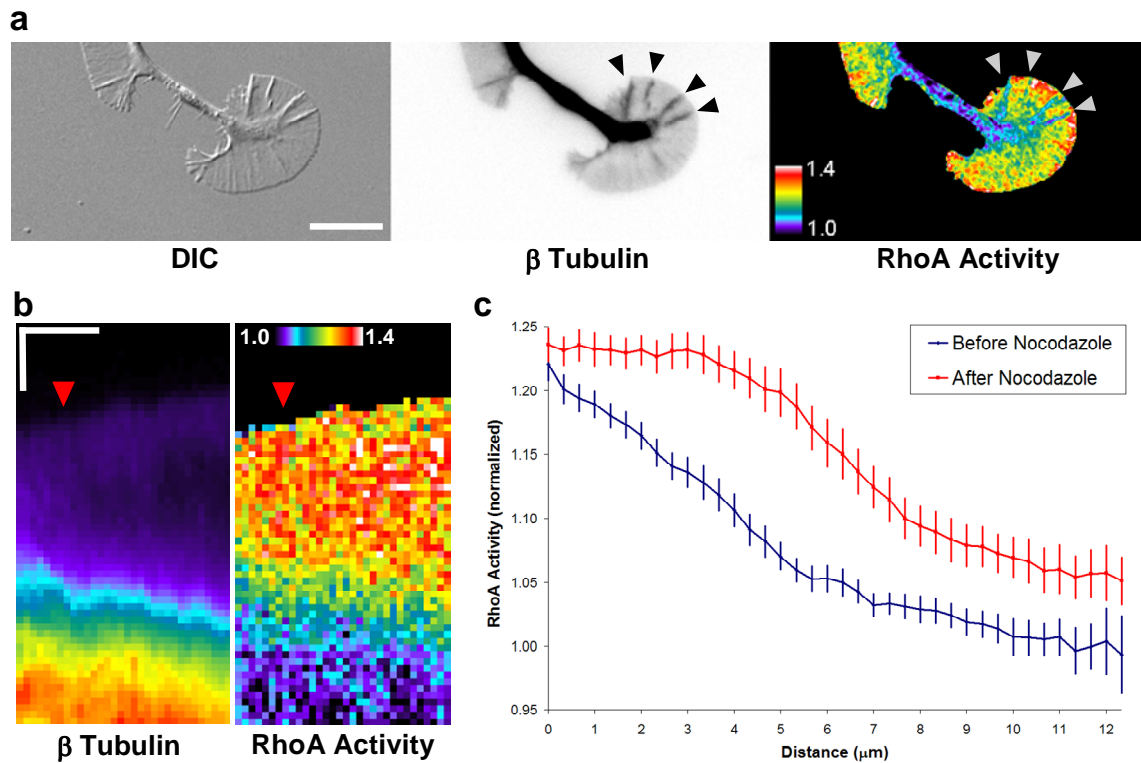 a
1.4
1.0
DIC
β Tubulin
RhoA Activity
b
1.0
1.4
β Tubulin
RhoA Activity
c
1.25
1.20
1.15
1.10
1.05
1.00
0.95
RhoA Activity (normalized)
Before Nocodazole
After Nocodazole
0 1 2 3 4 5 6 7 8 9 10 11 12
Distance (μm)